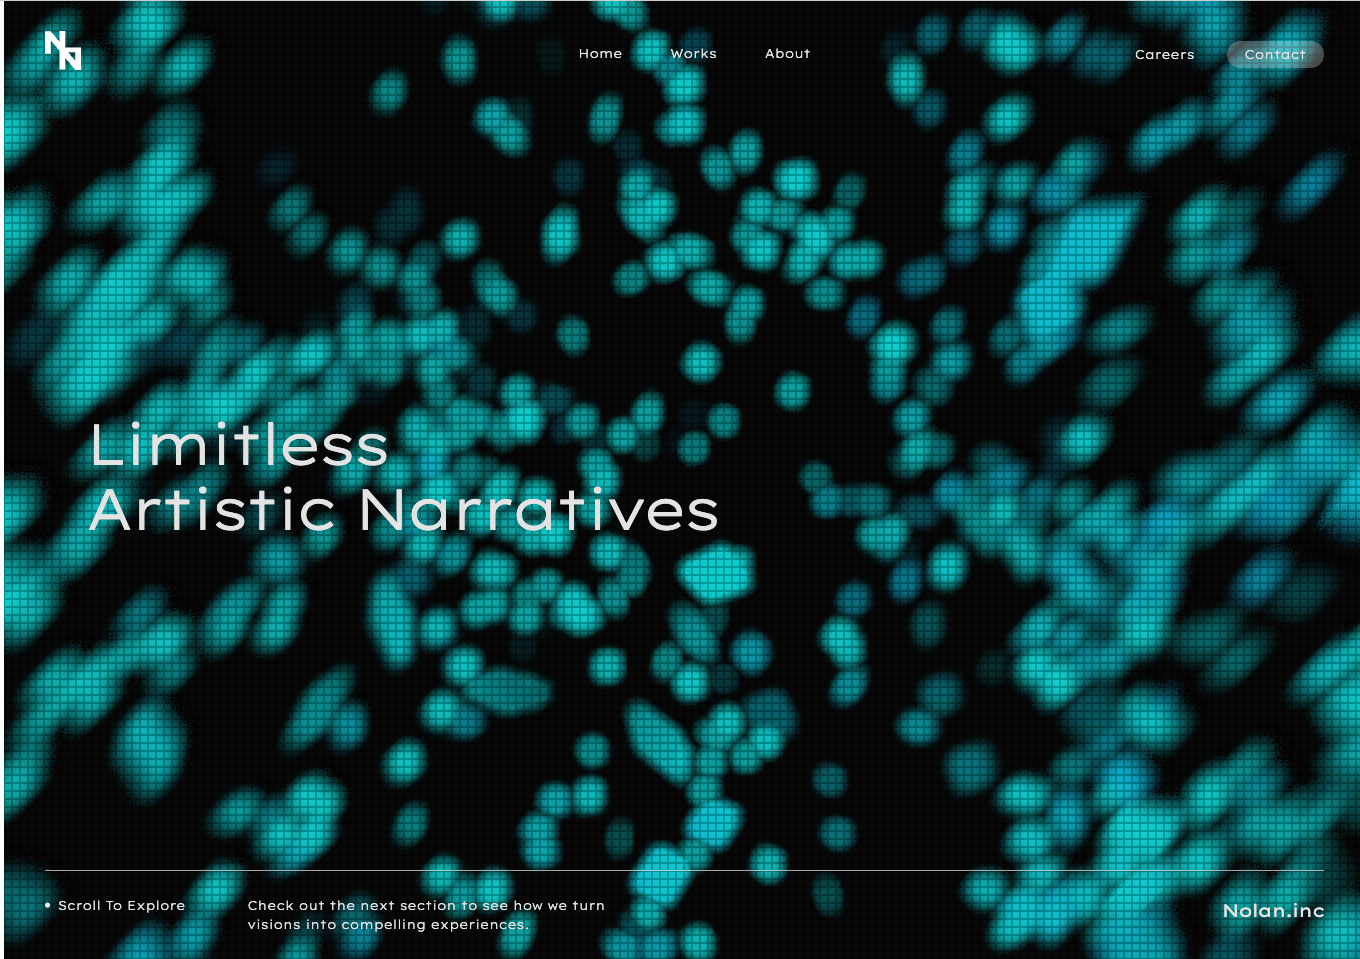 NN
Home
Works
About
Careers
Contact
Limitless
Artistic Narratives
Scroll To Explore
Check out the next section to see how we turn
visions into compelling experiences.
Nolan.inc